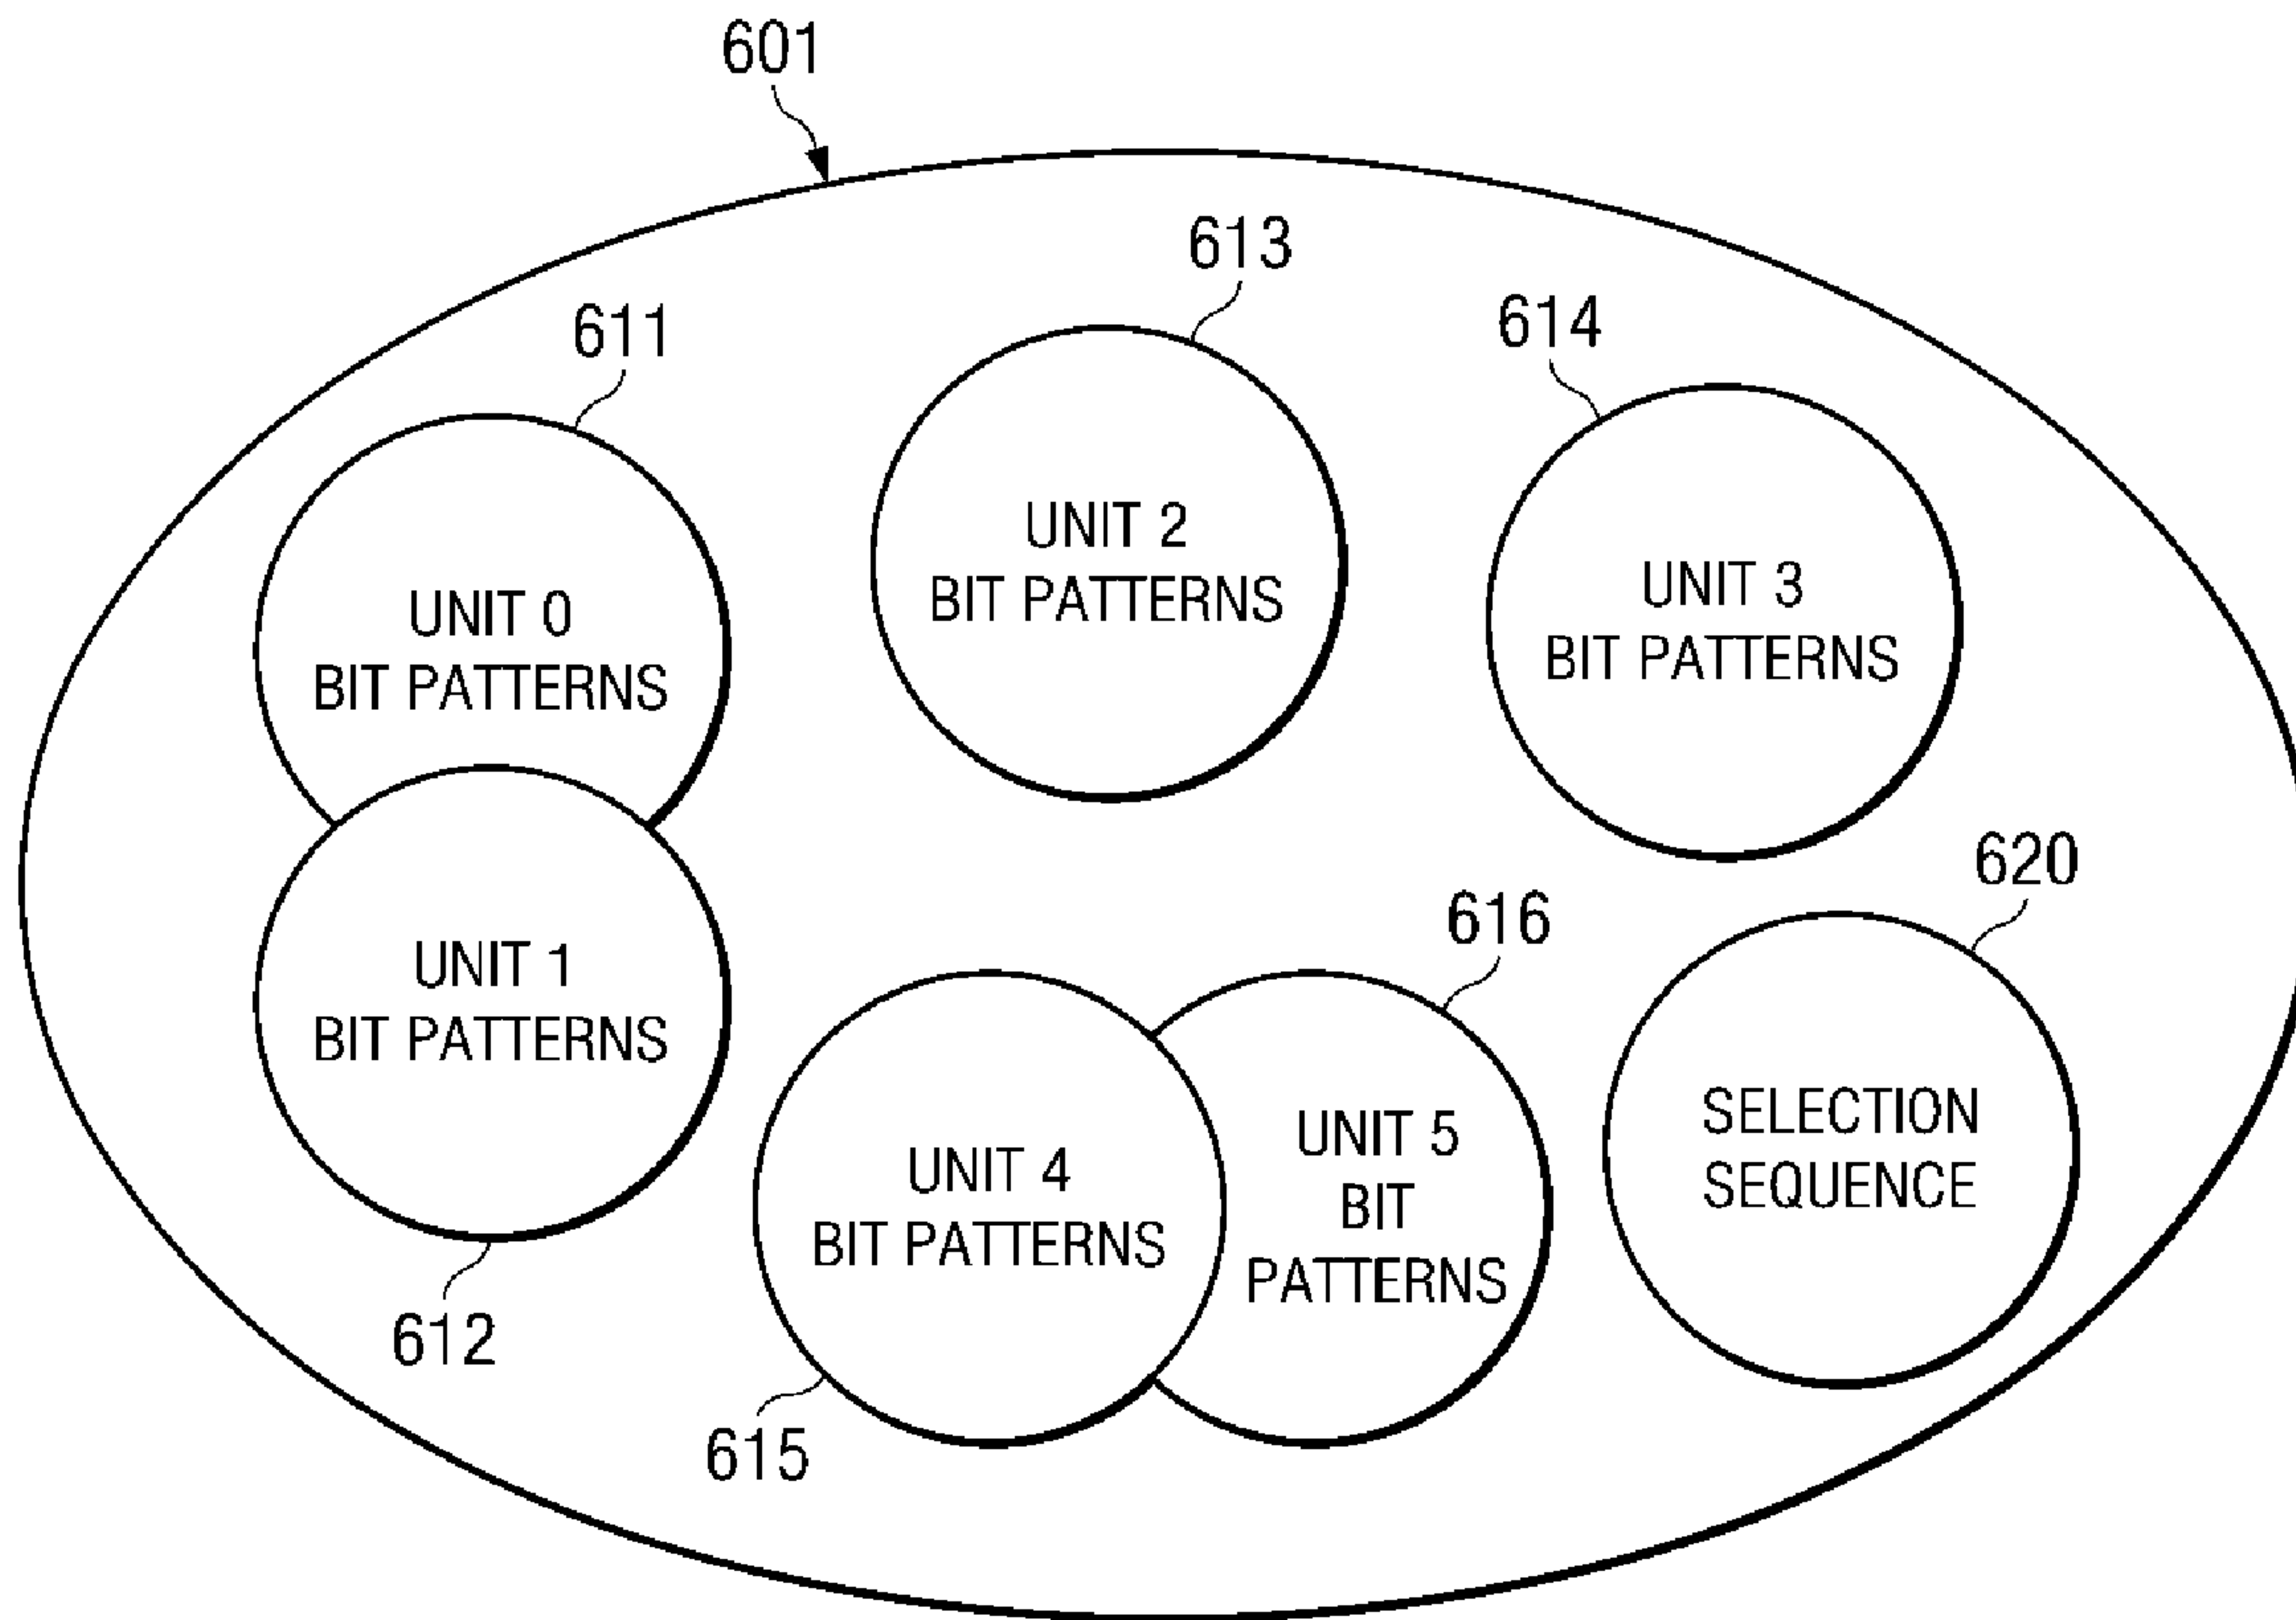 601
613
614
611
UNIT 2
BIT PATTERNS
UNIT 3
BIT PATTERNS
UNIT 0
BIT PATTERNS
620
616
UNIT 1
BIT PATTERNS
SELECTION
SEQUENCE
UNIT 5
BIT
PATTERNS
UNIT 4
BIT PATTERNS
612
615